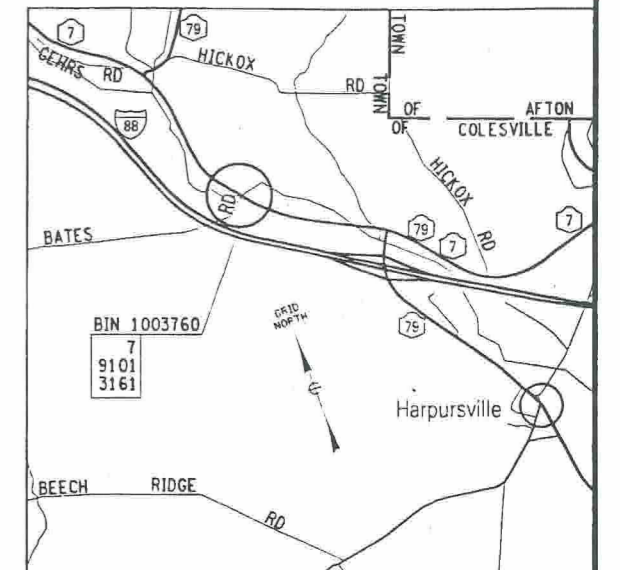 7
79
TOWN
GEHRS RD
HICKOX
RD
TOWN
OF AFTON
OF COLESVILLE
88
HICKOX RD
RD
BATES
79
7
7
BIN 1003760
7
9101
3161
GRID
NORTH
79
Harpursville
BEECH RIDGE
RD